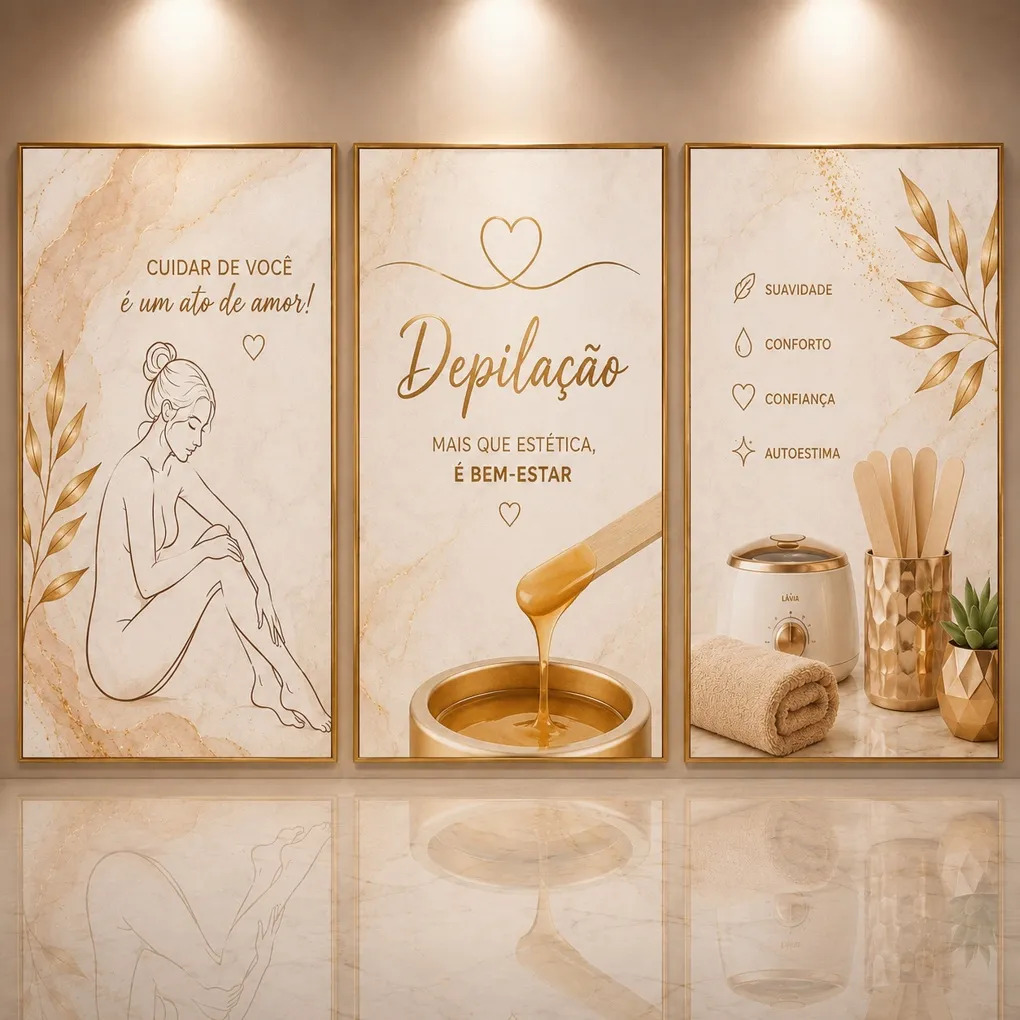 CUIDAR DE VOCÊ
é um ato de amor!
Depilação
MAIS QUE ESTÉTICA,
É BEM-ESTAR
SUAVIDADE
CONFORTO
CONFIANÇA
AUTOESTIMA
LÁVIA